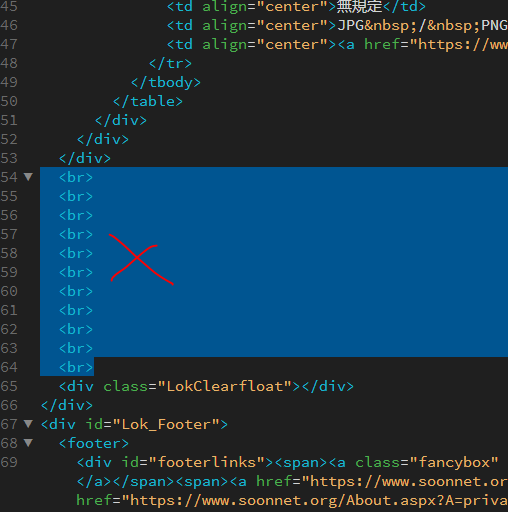 45 <td align="center">無規定</td>
46 <td align="center">JPG&nbsp;/&nbsp;PNG
47 <td align="center"><a href="https://ww
48 </tr>
49 </tbody>
50 </table>
51 </div>
52 </div>
53 </div>
54 <br>
55 <br>
56 <br>
57 <br>
58 <br>
59 <br>
60 <br>
61 <br>
62 <br>
63 <br>
64 <br>
65 <div class="LokClearfloat"></div>
66 </div>
67 <div id="Lok_Footer">
68 <footer>
69 <div id="footerlinks"><span><a class="fancybox"
</a></span><span><a href="https://www.soonnet.or
href="https://www.soonnet.org/About.aspx?A=priva